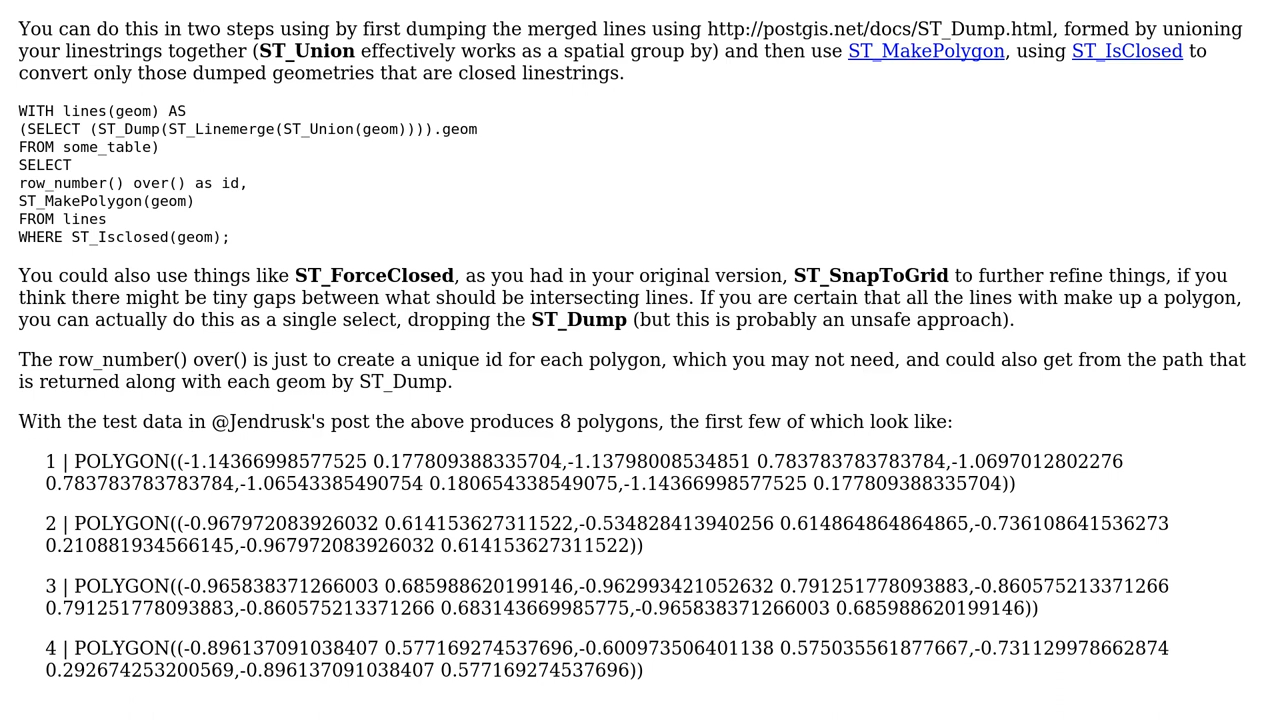 You can do this in two steps using by first dumping the merged lines using http://postgis.net/docs/ST_Dump.html, formed by unioning
your linestrings together (ST_Union effectively works as a spatial group by) and then use ST_MakePolygon, using ST_IsClosed to
convert only those dumped geometries that are closed linestrings.
WITH lines(geom) AS
(SELECT (ST_Dump(ST_Linemerge(ST_Union(geom)))).geom
FROM some_table)
SELECT
row_number() over() as id,
ST_MakePolygon(geom)
FROM lines
WHERE ST_Isclosed(geom);
You could also use things like ST_ForceClosed, as you had in your original version, ST_SnapToGrid to further refine things, if you
think there might be tiny gaps between what should be intersecting lines. If you are certain that all the lines with make up a polygon,
you can actually do this as a single select, dropping the ST_Dump (but this is probably an unsafe approach).
The row_number() over() is just to create a unique id for each polygon, which you may not need, and could also get from the path that
is returned along with each geom by ST_Dump.
With the test data in @Jendrusk's post the above produces 8 polygons, the first few of which look like:
1 | POLYGON((-1.14366998577525 0.177809388335704,-1.13798008534851 0.783783783783784,-1.0697012802276
0.783783783783784,-1.06543385490754 0.180654338549075,-1.14366998577525 0.177809388335704))
2 | POLYGON((-0.967972083926032 0.614153627311522,-0.534828413940256 0.614864864864865,-0.736108641536273
0.210881934566145,-0.967972083926032 0.614153627311522))
3 | POLYGON((-0.965838371266003 0.685988620199146,-0.962993421052632 0.791251778093883,-0.860575213371266
0.791251778093883,-0.860575213371266 0.683143669985775,-0.965838371266003 0.685988620199146))
4 | POLYGON((-0.896137091038407 0.577169274537696,-0.600973506401138 0.575035561877667,-0.731129978662874
0.292674253200569,-0.896137091038407 0.577169274537696))